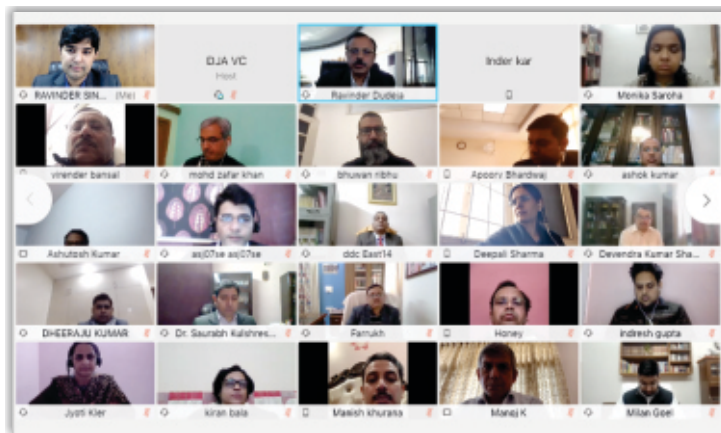 RAVINDER SIN... (Me)
DJA VC
Host
Ravinder Dudeja
Inder kar
Monika Saroha
virender bansal
mohd zafar khan
bhuwan ribhu
Apoorv Bhardwaj
ashok kumar
Ashutosh Kumar
asj07se asj07se
ddc East14
Deepali Sharma
Devendra Kumar Sha...
DHEERAJU KUMAR
Dr. Saurabh Kulshres...
Farrukh
Honey
indresh gupta
Jyoti Kler
kiran bala
Manish khurana
Manoj K
Milan Goel